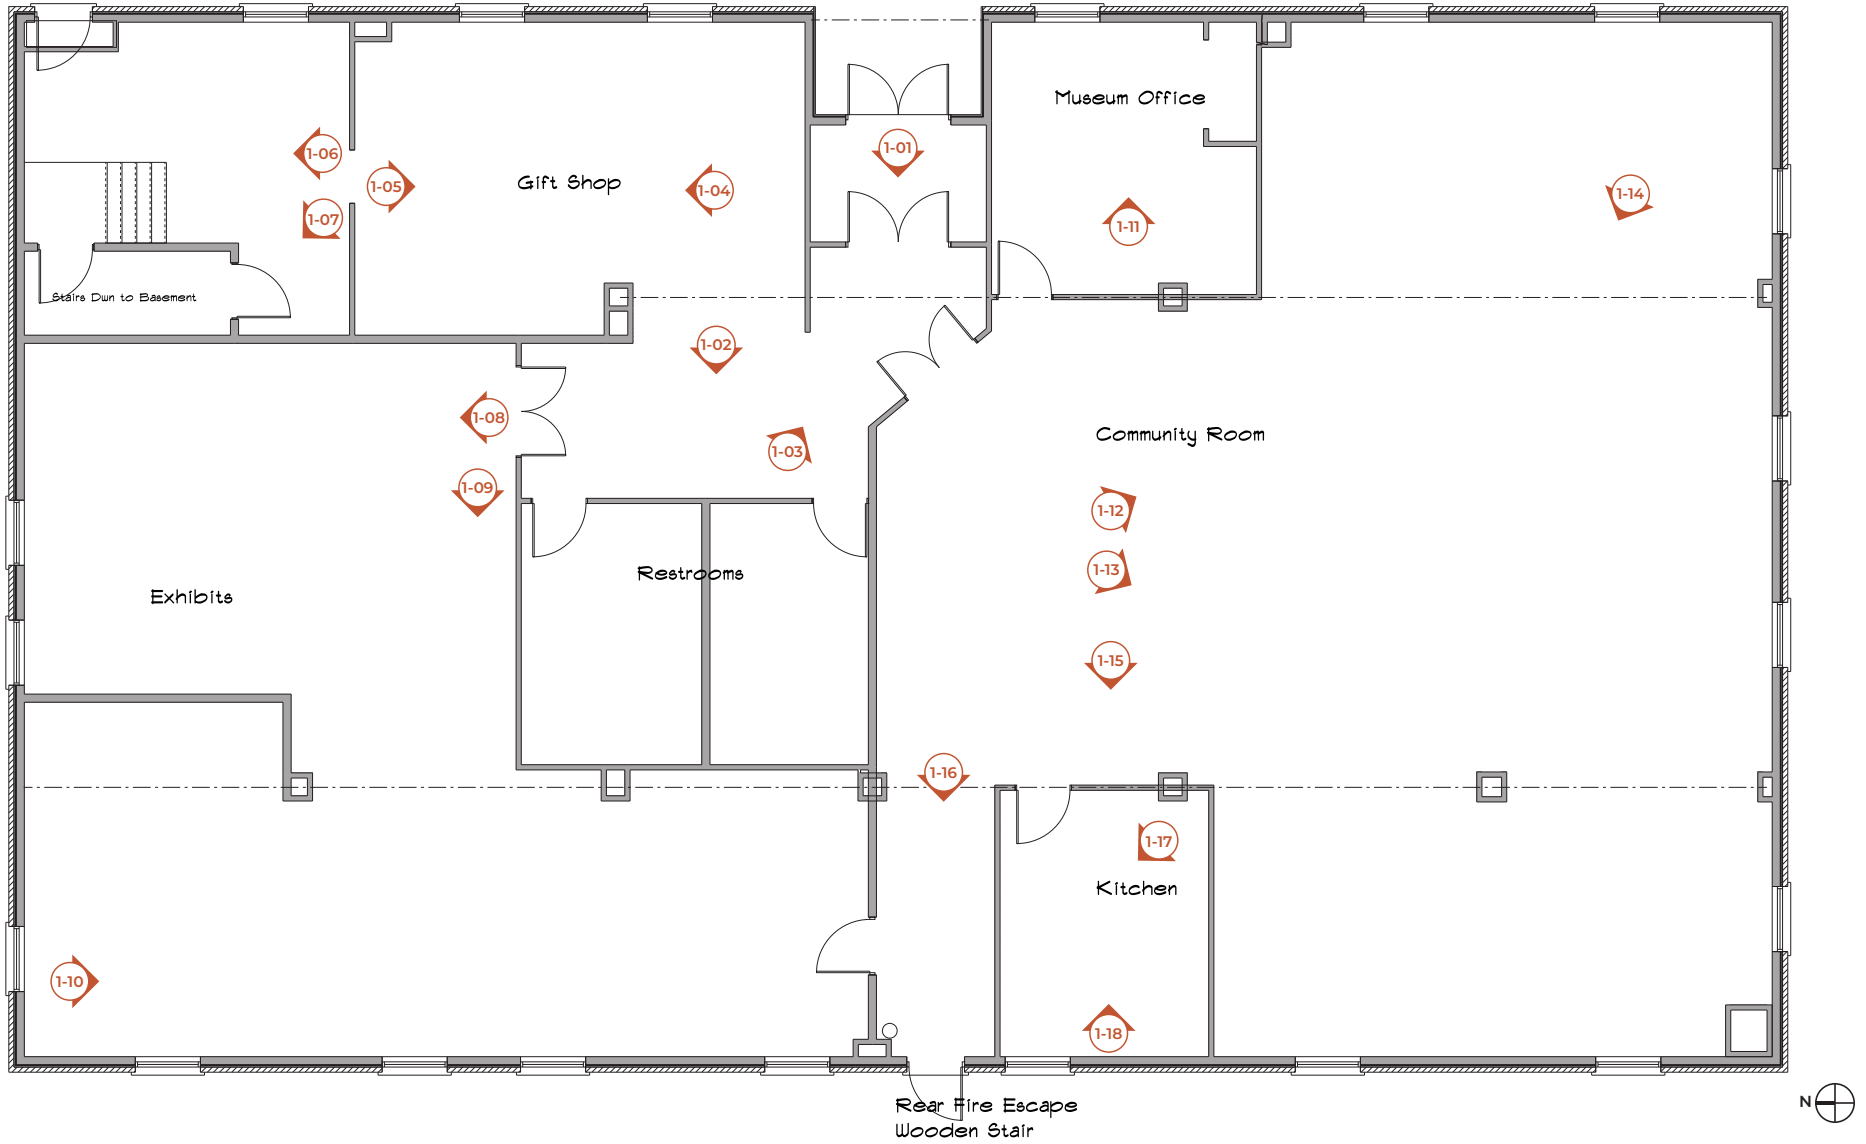 Museum Office
1-01
1-06
1-05
Gift Shop
1-04
1-14
1-07
1-11
Stairs Dwn to Basement
1-02
1-08
Community Room
1-03
1-09
1-12
1-13
Restrooms
Exhibits
1-15
1-16
1-17
Kitchen
1-10
1-18
N
Rear Fire Escape
Wooden Stair